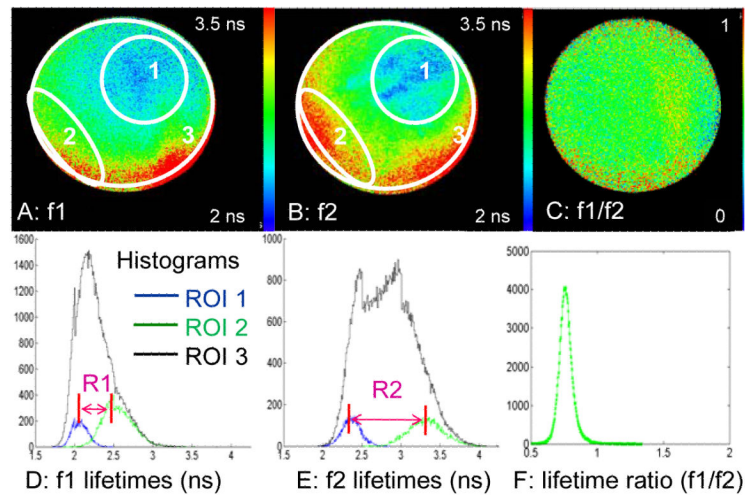 3.5 ns
1
2
3
A: f1
2 ns
3.5 ns
1
2
3
B: f2
2 ns
1
C: f1/f2
0
1600
1400
1200
1000
800
600
400
200
0
1.5
2
2.5
3
3.5
4
Histograms
ROI 1
ROI 2
ROI 3
R1
D: f1 lifetimes (ns)
1000
800
600
400
200
0
1.5
2
2.5
3
3.5
4
R2
E: f2 lifetimes (ns)
5000
4000
3000
2000
1000
0
0.5
1
1.5
2
F: lifetime ratio (f1/f2)